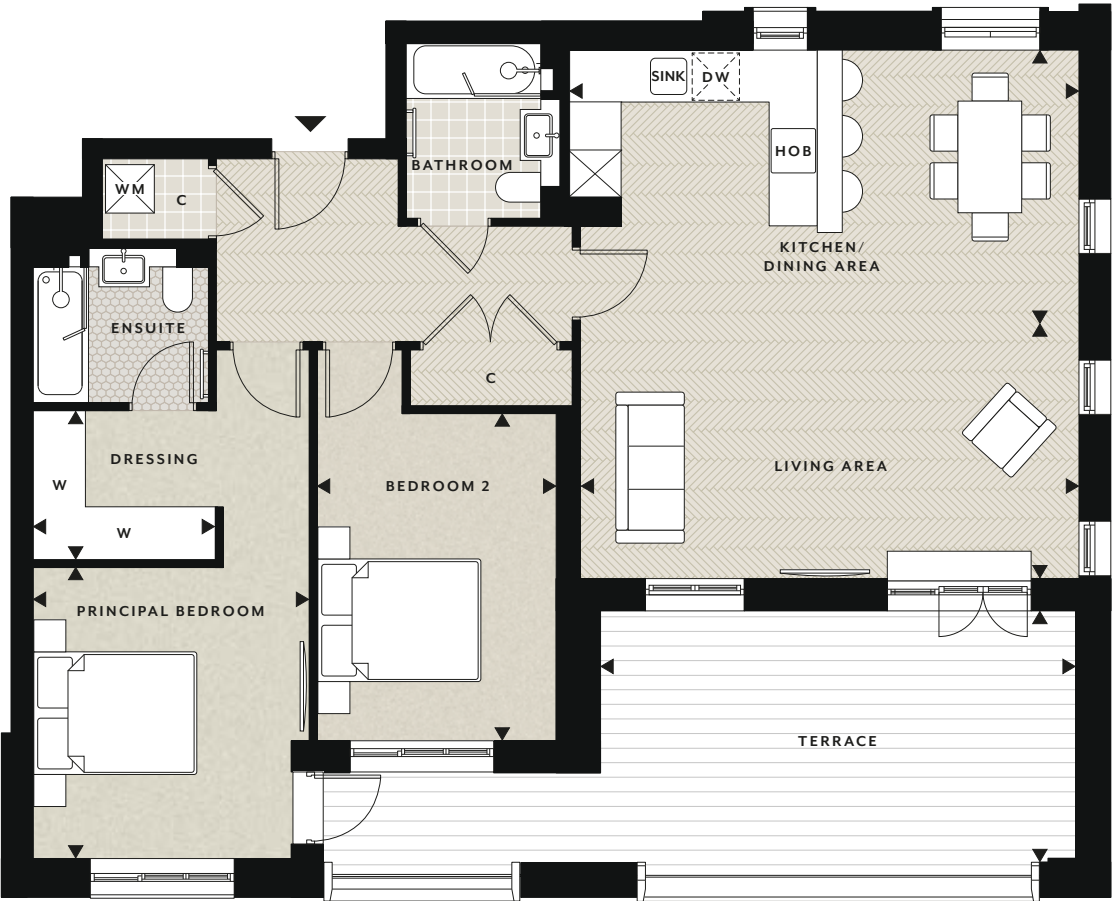 SINK
DW
HOB
BATHROOM
WM
C
KITCHEN/
DINING AREA
ENSUITE
C
DRESSING
W
W
BEDROOM 2
LIVING AREA
PRINCIPAL BEDROOM
TERRACE